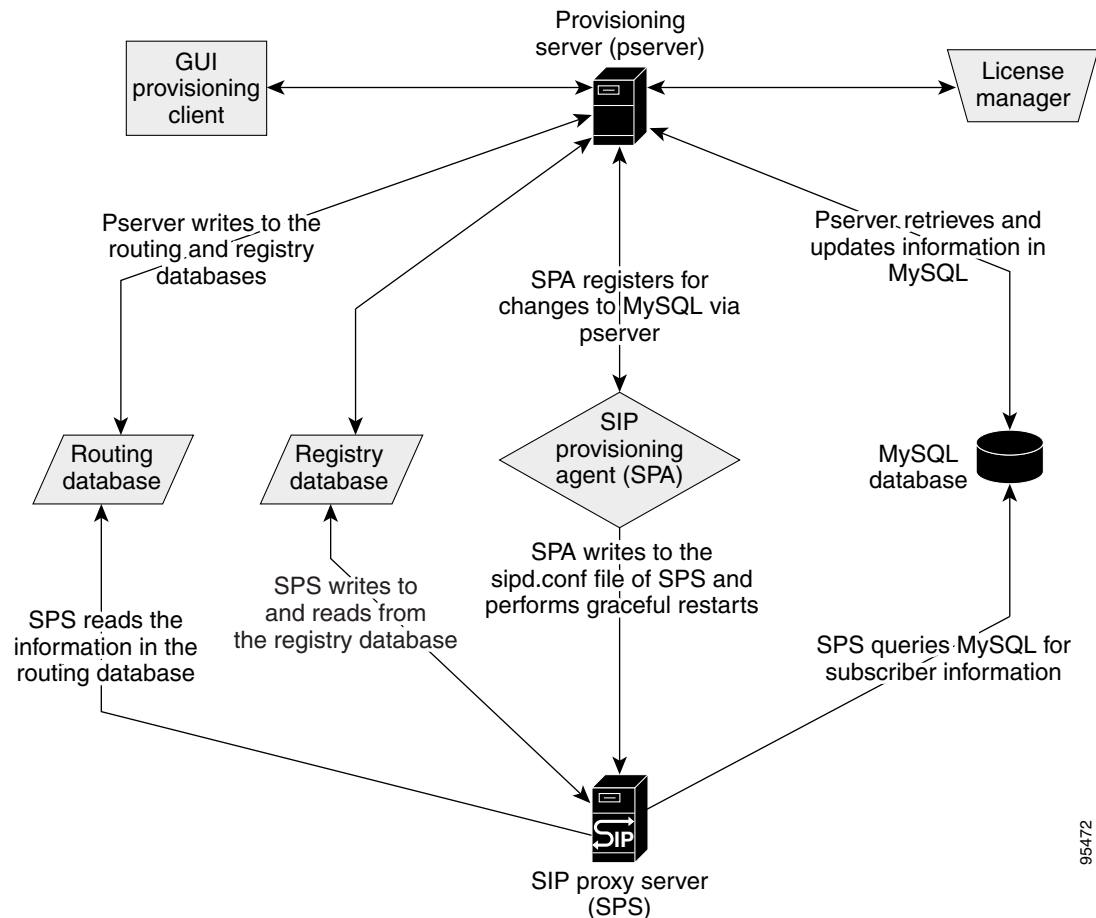 Provisioning
server (pserver)
GUI
provisioning
client
License
manager
Pserver writes to the
routing and registry
databases
SPA registers for
changes to MySQL via
pserver
Pserver retrieves and
updates information in
MySQL
Routing
database
Registry
database
SIP
provisioning
agent (SPA)
MySQL
database
SPS reads the
information in the
routing database
SPS writes to
and reads from
the registry database
SPA writes to the
sipd.conf file of SPS and
performs graceful restarts
SPS queries MySQL for
subscriber information
SIP
SIP proxy server
(SPS)
95472